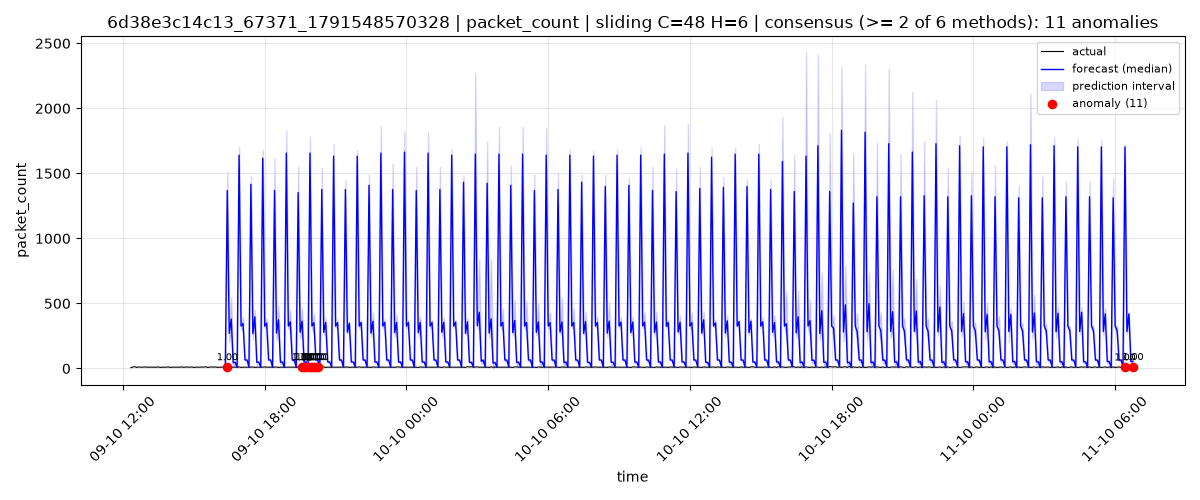 6d38e3c14c13_67371_1791548570328 | packet_count | sliding C=48 H=6 | consensus (>= 2 of 6 methods): 11 anomalies
actual
forecast (median)
prediction interval
anomaly (11)
packet_count
2500
2000
1500
1000
500
0
1.00
09-10 12:00
09-10 18:00
10-10 00:00
10-10 06:00
10-10 12:00
10-10 18:00
11-10 00:00
11-10 06:00
time